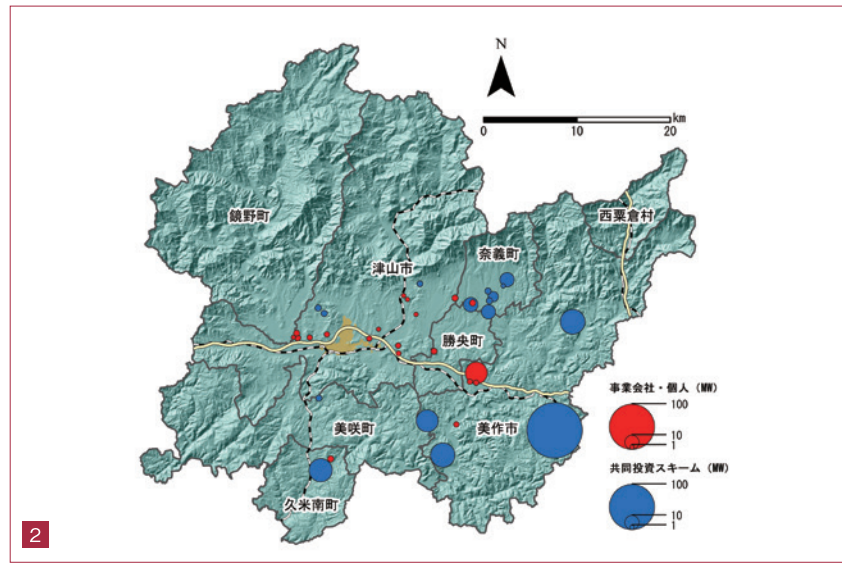 N
km
0 10 20
西粟倉村
鏡野町
奈義町
津山市
勝央町
事業会社・個人 (MW)
100
10
1
美咲町
美作市
共同投資スキーム (MW)
100
10
1
久米南町
2